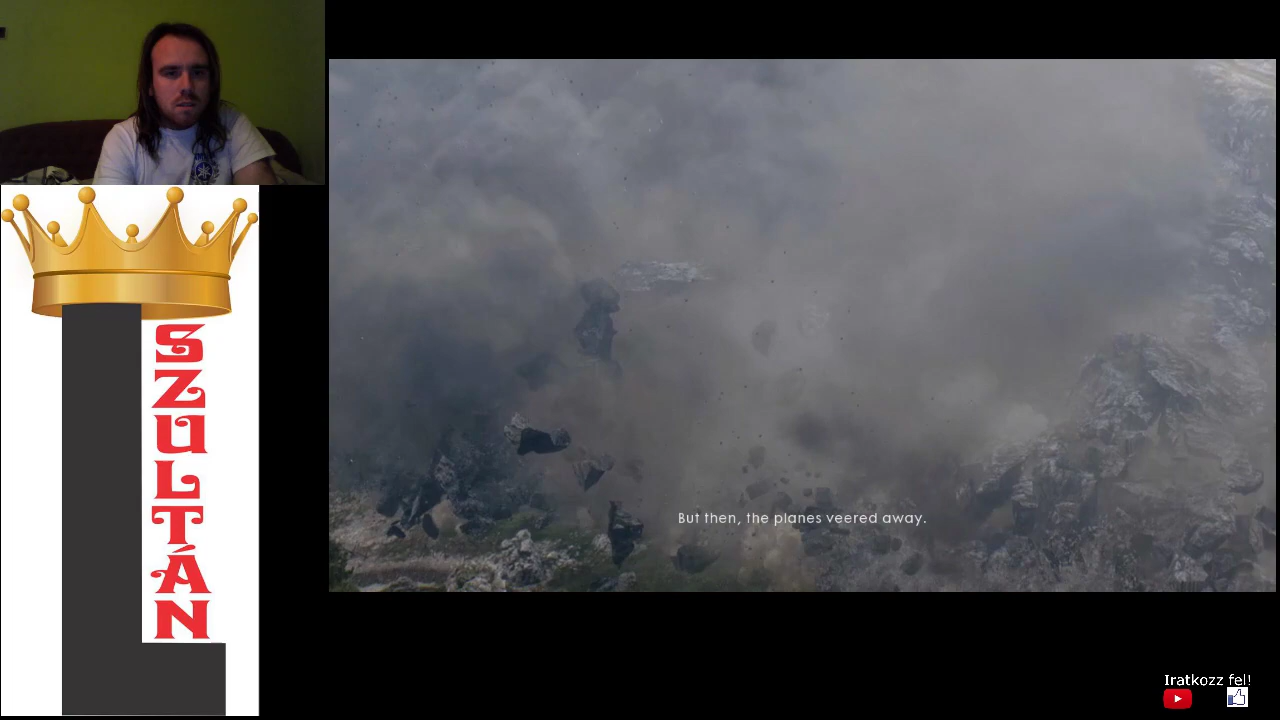 SZULTÁN
But then, the planes veered away.
Iratkozz fel!